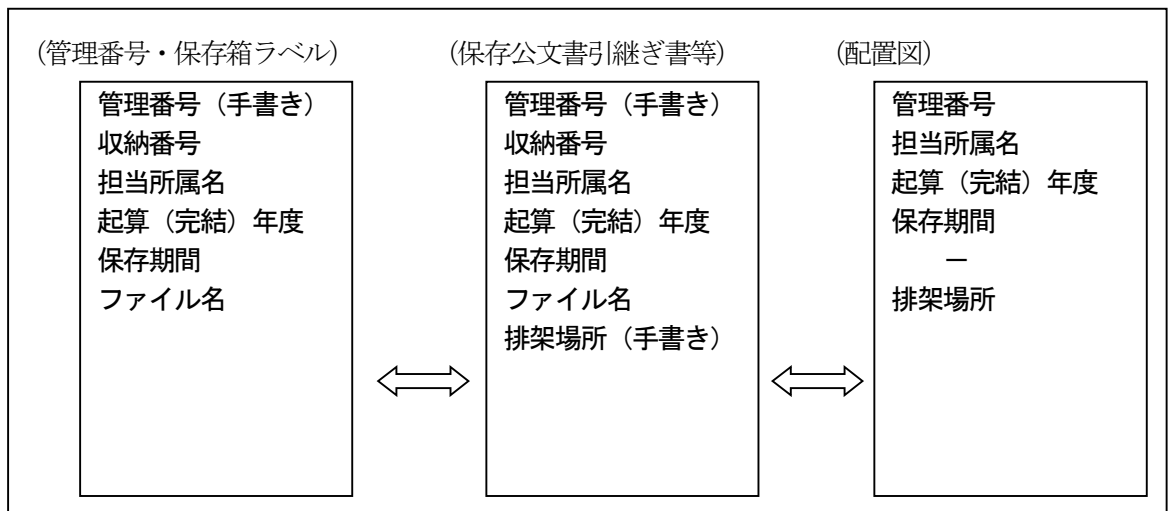 (管理番号・保存箱ラベル)
管理番号（手書き）
収納番号
担当所属名
起算（完結）年度
保存期間
ファイル名
(保存公文書引継ぎ書等)
管理番号（手書き）
収納番号
担当所属名
起算（完結）年度
保存期間
ファイル名
排架場所（手書き）
(配置図)
管理番号
担当所属名
起算（完結）年度
保存期間
－
排架場所